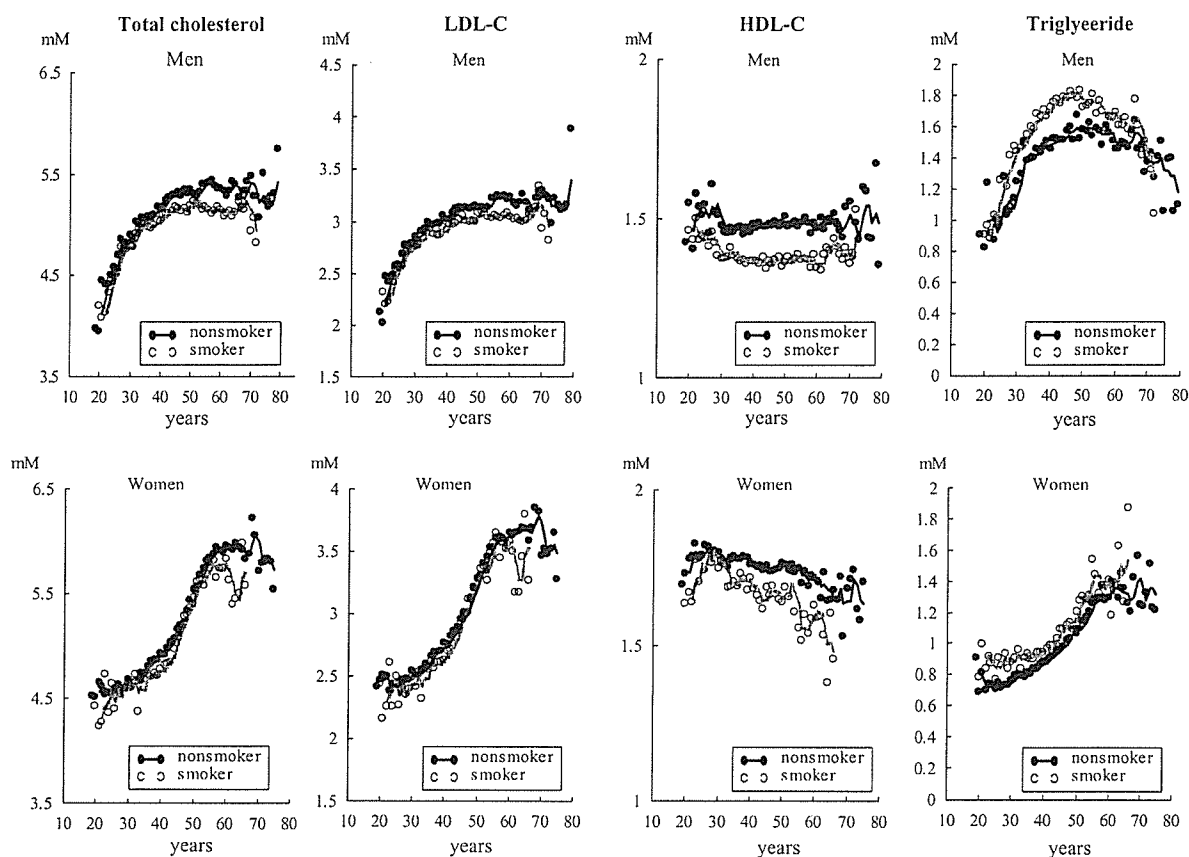 Total cholesterol
LDL-C
HDL-C
Triglyeeride
mM
Men
6.5
5.5
4.5
3.5
nonsmoker
smoker
10 20 30 40 50 60 70 80
years
mM
Men
4.5
4
3.5
3
2.5
2
1.5
nonsmoker
smoker
10 20 30 40 50 60 70 80
years
mM
Men
2
1.5
1
nonsmoker
smoker
10 20 30 40 50 60 70 80
years
mM
Men
2
1.8
1.6
1.4
1.2
1
0.8
0.6
0.4
0.2
0
nonsmoker
smoker
10 20 30 40 50 60 70 80
years
mM
Women
6.5
5.5
4.5
3.5
nonsmoker
smoker
10 20 30 40 50 60 70 80
years
mM
Women
4
3.5
3
2.5
2
1.5
nonsmoker
smoker
10 20 30 40 50 60 70 80
years
mM
Women
2
1.5
1
nonsmoker
smoker
10 20 30 40 50 60 70 80
years
mM
Women
2
1.8
1.6
1.4
1.2
1
0.8
0.6
0.4
0.2
0
nonsmoker
smoker
10 20 30 40 50 60 70 80
years